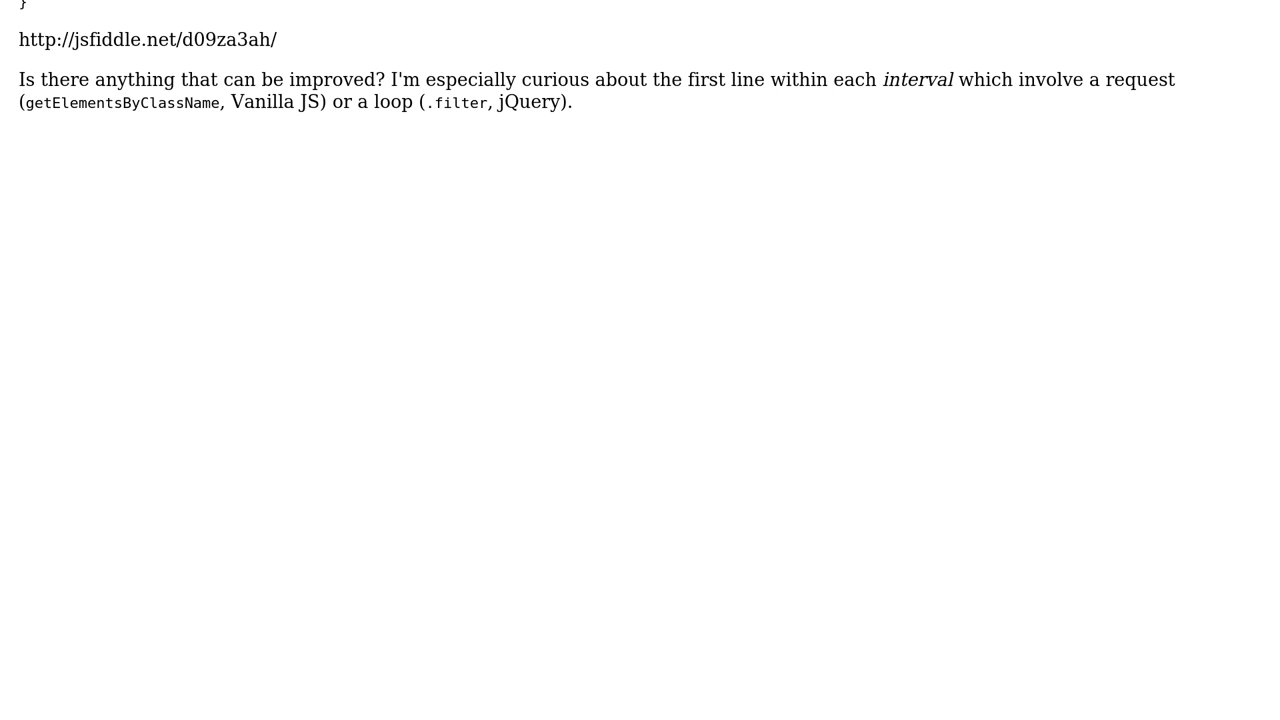 }
http://jsfiddle.net/d09za3ah/
Is there anything that can be improved? I'm especially curious about the first line within each interval which involve a request
(getElementsByClassName, Vanilla JS) or a loop (.filter, jQuery).